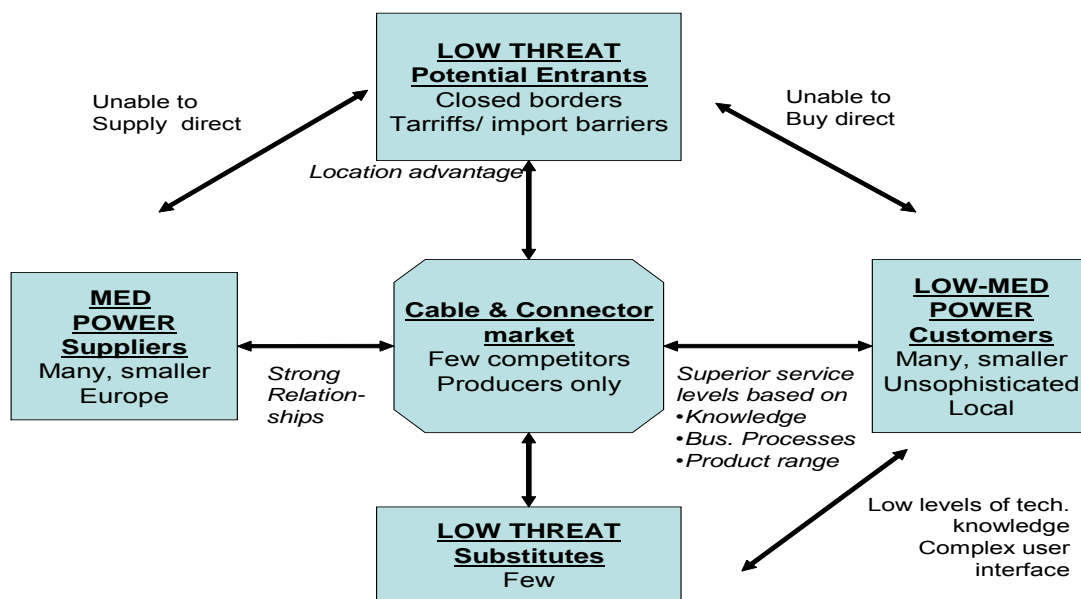 LOW THREAT
Potential Entrants
Closed borders
Tarriffs/ import barriers
Unable to
Supply direct
Unable to
Buy direct
Location advantage
MED
POWER
Suppliers
Many, smaller
Europe
Strong
Relation-
ships
Cable & Connector
market
Few competitors
Producers only
Superior service
levels based on
•Knowledge
•Bus. Processes
•Product range
LOW-MED
POWER
Customers
Many, smaller
Unsophisticated
Local
LOW THREAT
Substitutes
Few
Low levels of tech.
knowledge
Complex user
interface